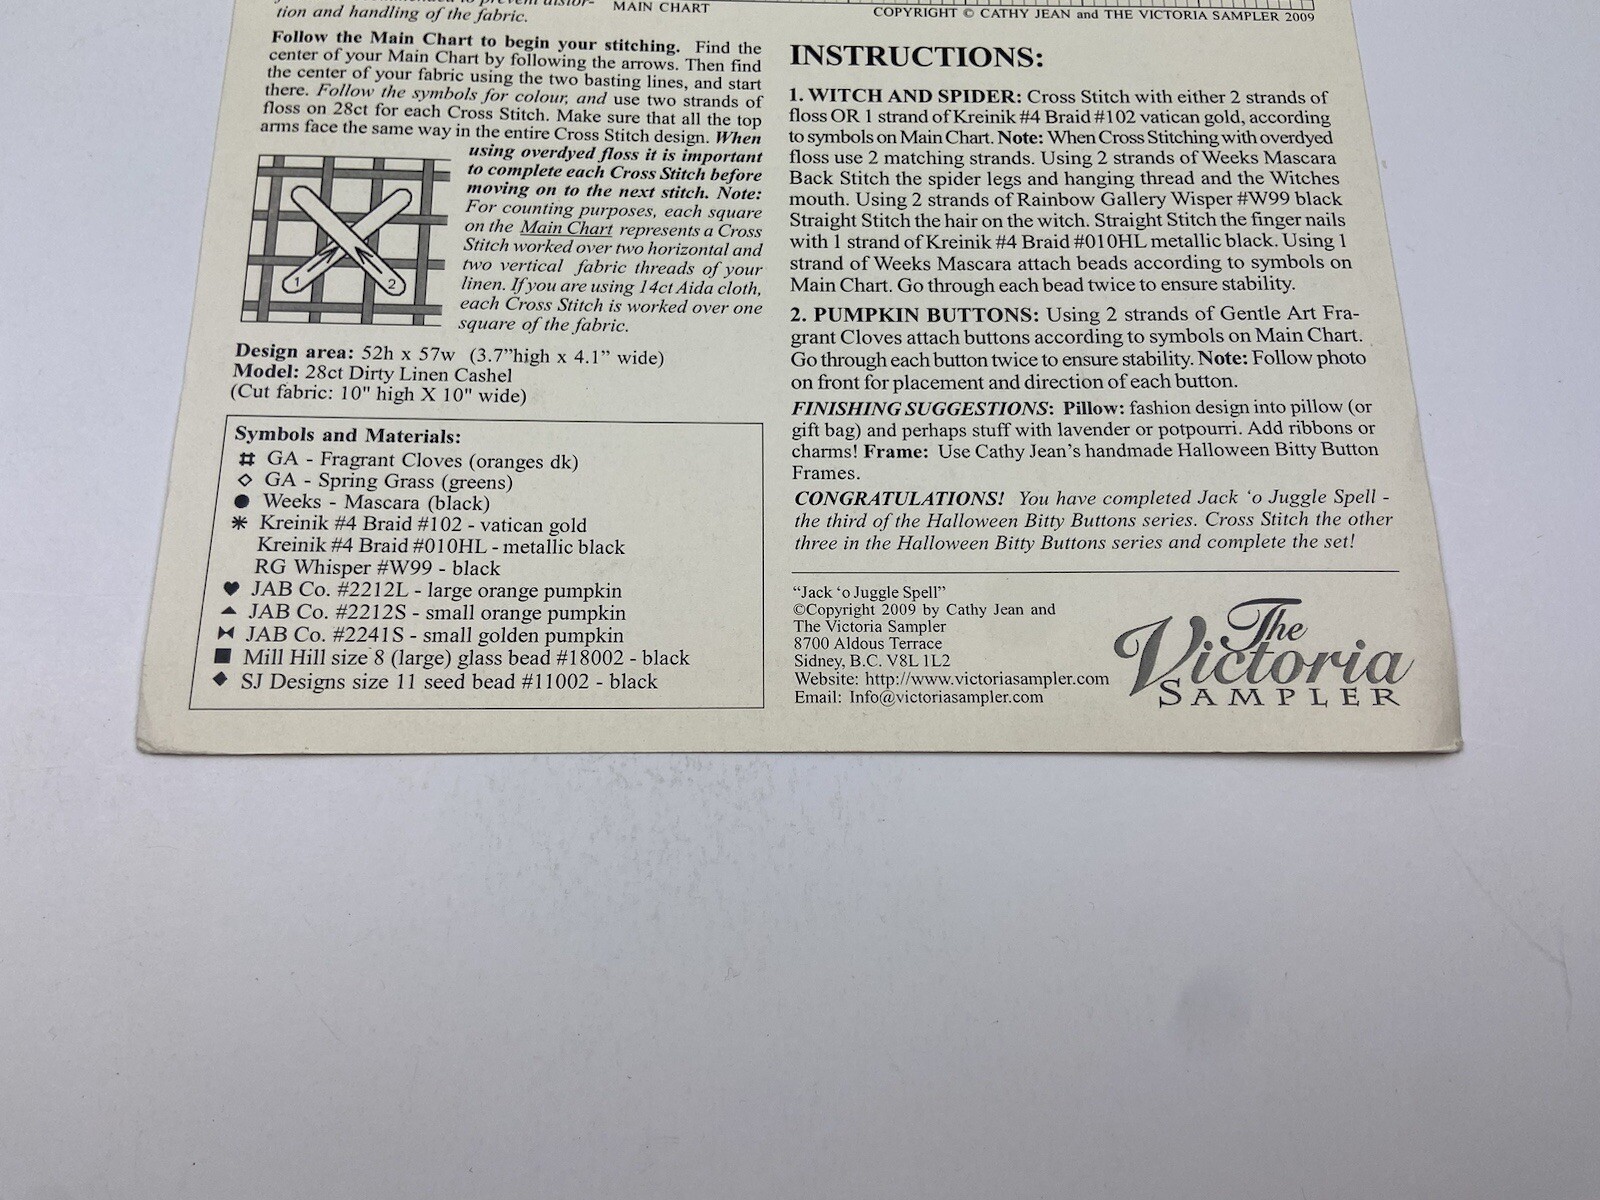 tion and handling of the fabric.
MAIN CHART
COPYRIGHT © CATHY JEAN and THE VICTORIA SAMPLER 2009
Follow the Main Chart to begin your stitching. Find the
center of your Main Chart by following the arrows. Then find
the center of your fabric using the two basting lines, and start
there. Follow the symbols for colour, and use two strands of
floss on 28ct for each Cross Stitch. Make sure that all the top
arms face the same way in the entire Cross Stitch design. When
using overdyed floss it is important
to complete each Cross Stitch before
moving on to the next stitch. Note:
For counting purposes, each square
on the Main Chart represents a Cross
Stitch worked over two horizontal and
two vertical fabric threads of your
linen. If you are using 14ct Aida cloth,
each Cross Stitch is worked over one
square of the fabric.
1 2
Design area: 52h x 57w (3.7”high x 4.1” wide)
Model: 28ct Dirty Linen Cashel
(Cut fabric: 10" high X 10" wide)
Symbols and Materials:
GA - Fragrant Cloves (oranges dk)
GA - Spring Grass (greens)
Weeks - Mascara (black)
Kreinik #4 Braid #102 - vatican gold
Kreinik #4 Braid #010HL - metallic black
RG Whisper #W99 - black
JAB Co. #2212L - large orange pumpkin
JAB Co. #2212S - small orange pumpkin
JAB Co. #2241S - small golden pumpkin
Mill Hill size 8 (large) glass bead #18002 - black
SJ Designs size 11 seed bead #11002 - black
INSTRUCTIONS:
1. WITCH AND SPIDER: Cross Stitch with either 2 strands of
floss OR 1 strand of Kreinik #4 Braid #102 vatican gold, according
to symbols on Main Chart. Note: When Cross Stitching with overdyed
floss use 2 matching strands. Using 2 strands of Weeks Mascara
Back Stitch the spider legs and hanging thread and the Witches
mouth. Using 2 strands of Rainbow Gallery Wisper #W99 black
Straight Stitch the hair on the witch. Straight Stitch the finger nails
with 1 strand of Kreinik #4 Braid #010HL metallic black. Using 1
strand of Weeks Mascara attach beads according to symbols on
Main Chart. Go through each bead twice to ensure stability.
2. PUMPKIN BUTTONS: Using 2 strands of Gentle Art Fra-
grant Cloves attach buttons according to symbols on Main Chart.
Go through each button twice to ensure stability. Note: Follow photo
on front for placement and direction of each button.
FINISHING SUGGESTIONS: Pillow: fashion design into pillow (or
gift bag) and perhaps stuff with lavender or potpourri. Add ribbons or
charms! Frame: Use Cathy Jean’s handmade Halloween Bitty Button
Frames.
CONGRATULATIONS! You have completed Jack ‘o Juggle Spell -
the third of the Halloween Bitty Buttons series. Cross Stitch the other
three in the Halloween Bitty Buttons series and complete the set!
“Jack ‘o Juggle Spell”
©Copyright 2009 by Cathy Jean and
The Victoria Sampler
8700 Aldous Terrace
Sidney, B.C. V8L 1L2
Website: http://www.victoriasampler.com
Email: Info@victoriasampler.com
The
Victoria
SAMPLER